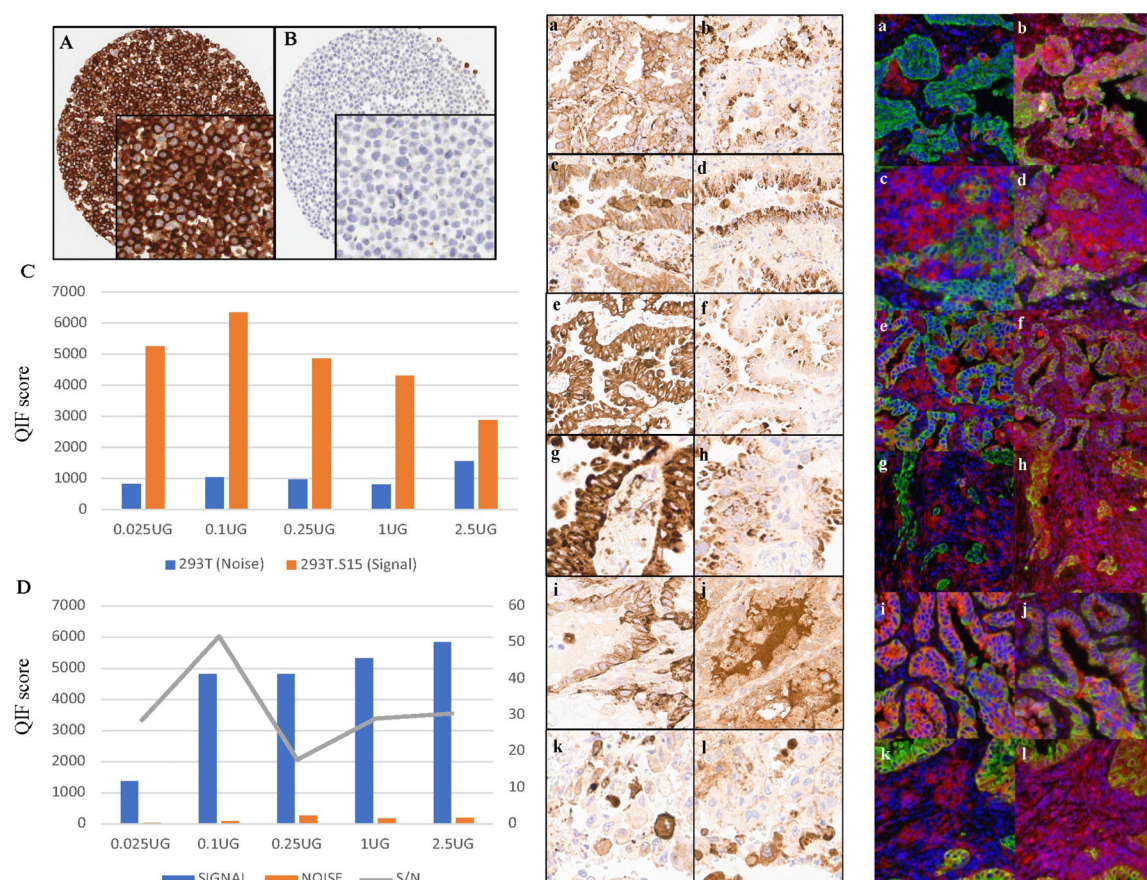 A
B
C
7000
6000
5000
4000
3000
2000
1000
0
QIF score
0.025UG 0.1UG 0.25UG 1UG 2.5UG
293T (Noise) 293T.S15 (Signal)
D
7000
6000
5000
4000
3000
2000
1000
0
QIF score
60
50
40
30
20
10
0
0.025UG 0.1UG 0.25UG 1UG 2.5UG
SIGNAL NOISE S/N
a b
c d
e f
g h
i j
k l
a b
c d
e f
g h
i j
k l